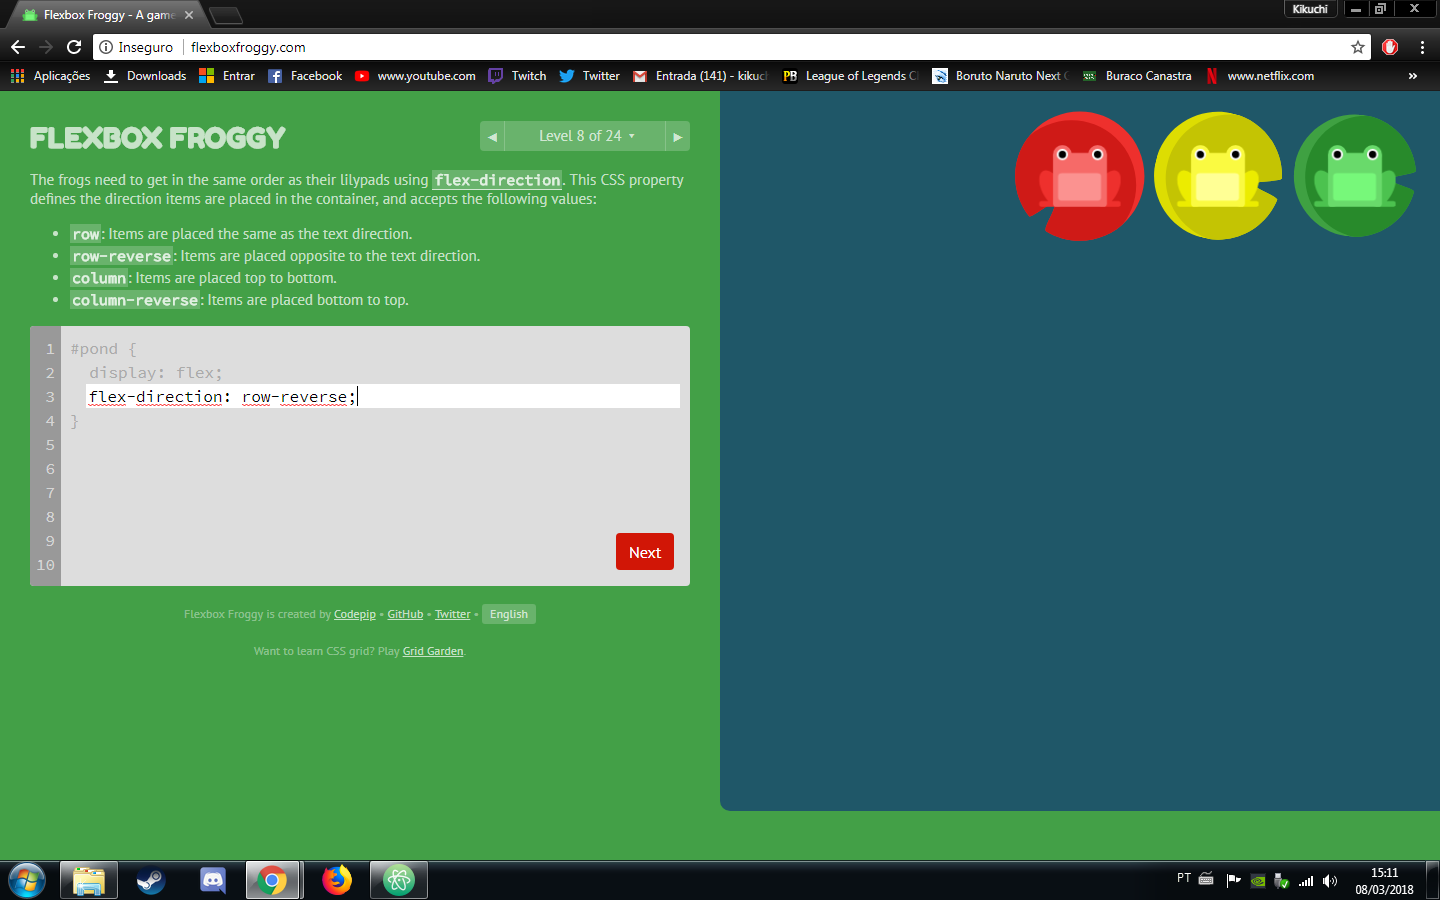 Flexbox Froggy - A game
Kikuchi
Inseguro
flexboxfroggy.com
Aplicações
Downloads
Entrar
Facebook
www.youtube.com
Twitch
Twitter
Entrada (141) - kikuc
PB
League of Legends C
Boruto Naruto Next
Buraco Canastra
www.netflix.com
»
FLEXBOX FROGGY
Level 8 of 24
The frogs need to get in the same order as their lilypads using flex-direction. This CSS property
defines the direction items are placed in the container, and accepts the following values:
• row: Items are placed the same as the text direction.
• row-reverse: Items are placed opposite to the text direction.
• column: Items are placed top to bottom.
• column-reverse: Items are placed bottom to top.
1 #pond {
2 display: flex;
3 flex-direction: row-reverse;
4 }
5
6
7
8
9
10
Next
Flexbox Froggy is created by Codepip • GitHub • Twitter • English
Want to learn CSS grid? Play Grid Garden.
PT
15:11
08/03/2018